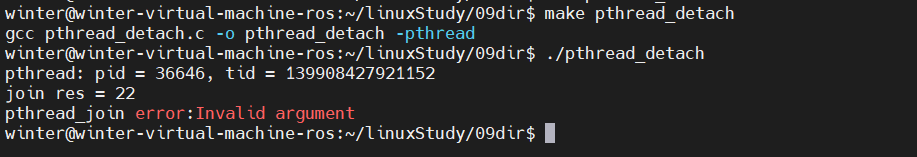 winter@winter-virtual-machine-ros:~/linuxStudy/09dir$ make pthread_detach
gcc pthread_detach.c -o pthread_detach -pthread
winter@winter-virtual-machine-ros:~/linuxStudy/09dir$ ./pthread_detach
pthread: pid = 36646, tid = 139908427921152
join res = 22
pthread_join error:Invalid argument
winter@winter-virtual-machine-ros:~/linuxStudy/09dir$